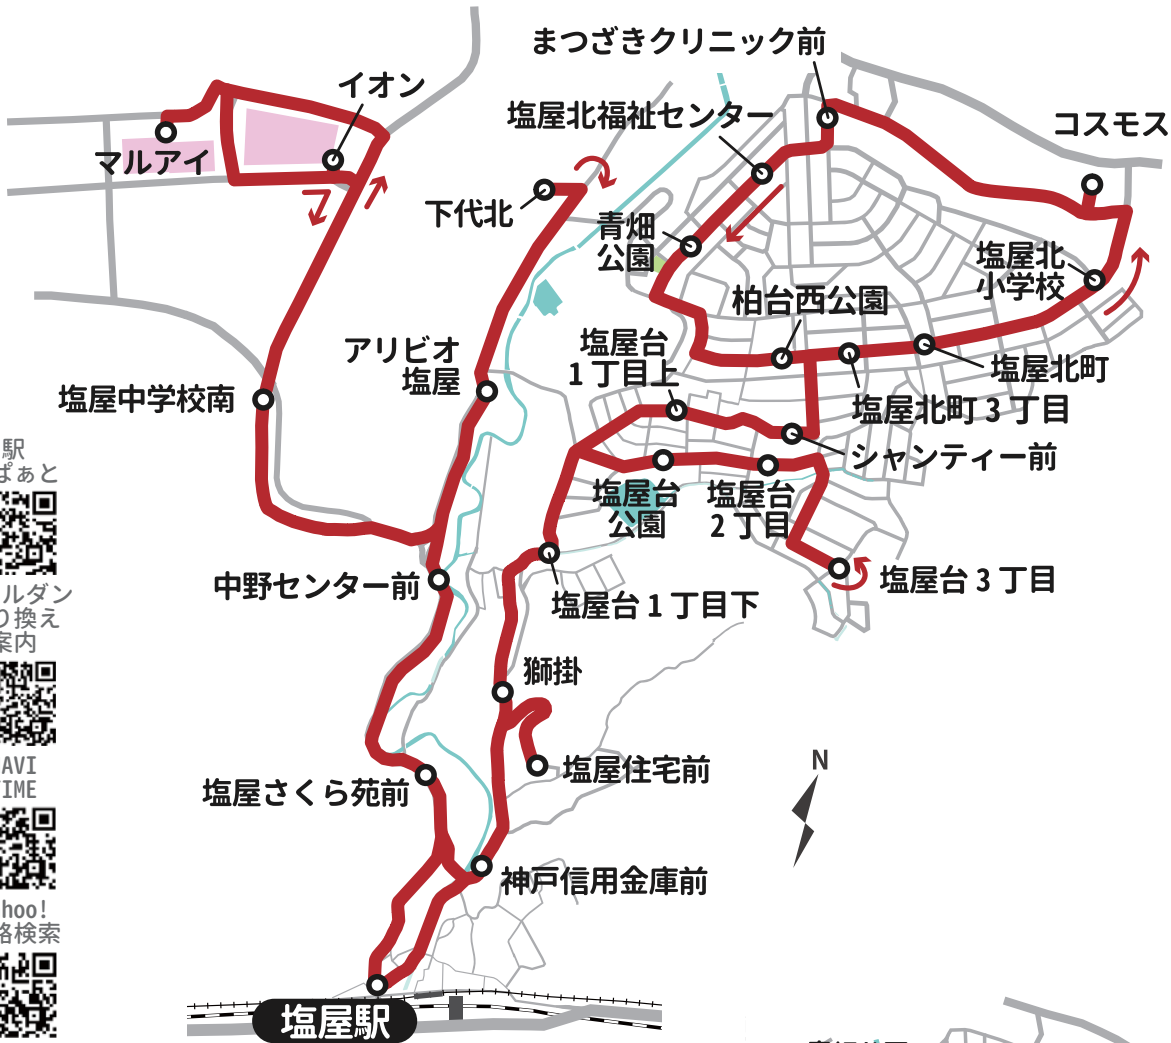 まつざきクリニック前
イオン
塩屋北福祉センター
コスモス
マルアイ
下代北
青畑
公園
塩屋北
小学校
柏台西公園
アリビオ
塩屋
塩屋台
1丁目上
塩屋北町
塩屋中学校南
塩屋北町3丁目
シャンティー前
駅
ぱぁと
塩屋台
公園
塩屋台
2丁目
中野センター前
塩屋台3丁目
塩屋台1丁目下
ルダン
り換え
案内
獅掛
N
AVI
TIME
塩屋住宅前
塩屋さくら苑前
神戸信用金庫前
hoo!
路検索
塩屋駅